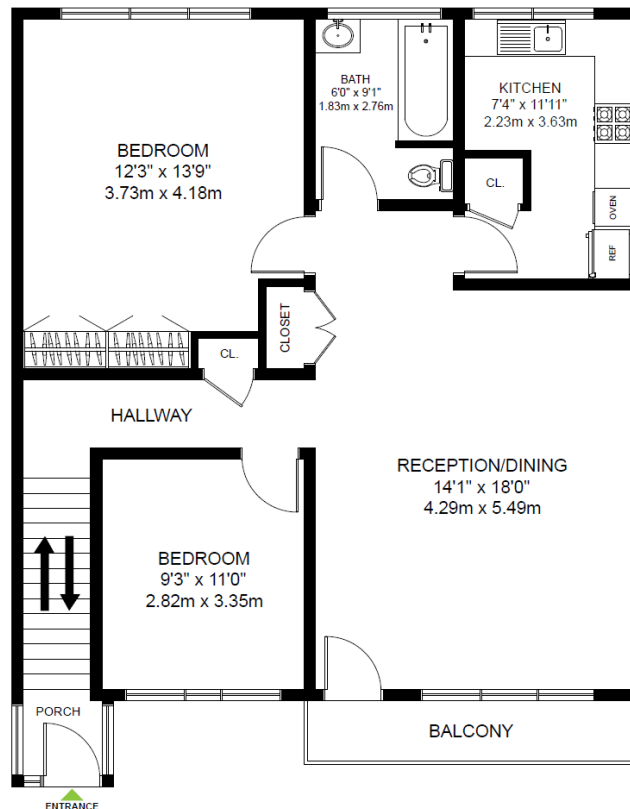 BATH
6'0" x 9'1"
1.83m x 2.76m
KITCHEN
7'4" x 11'11"
2.23m x 3.63m
BEDROOM
12'3" x 13'9"
3.73m x 4.18m
CL.
OVEN
REF
CLOSET
CL.
HALLWAY
RECEPTION/DINING
14'1" x 18'0"
4.29m x 5.49m
BEDROOM
9'3" x 11'0"
2.82m x 3.35m
PORCH
BALCONY
ENTRANCE